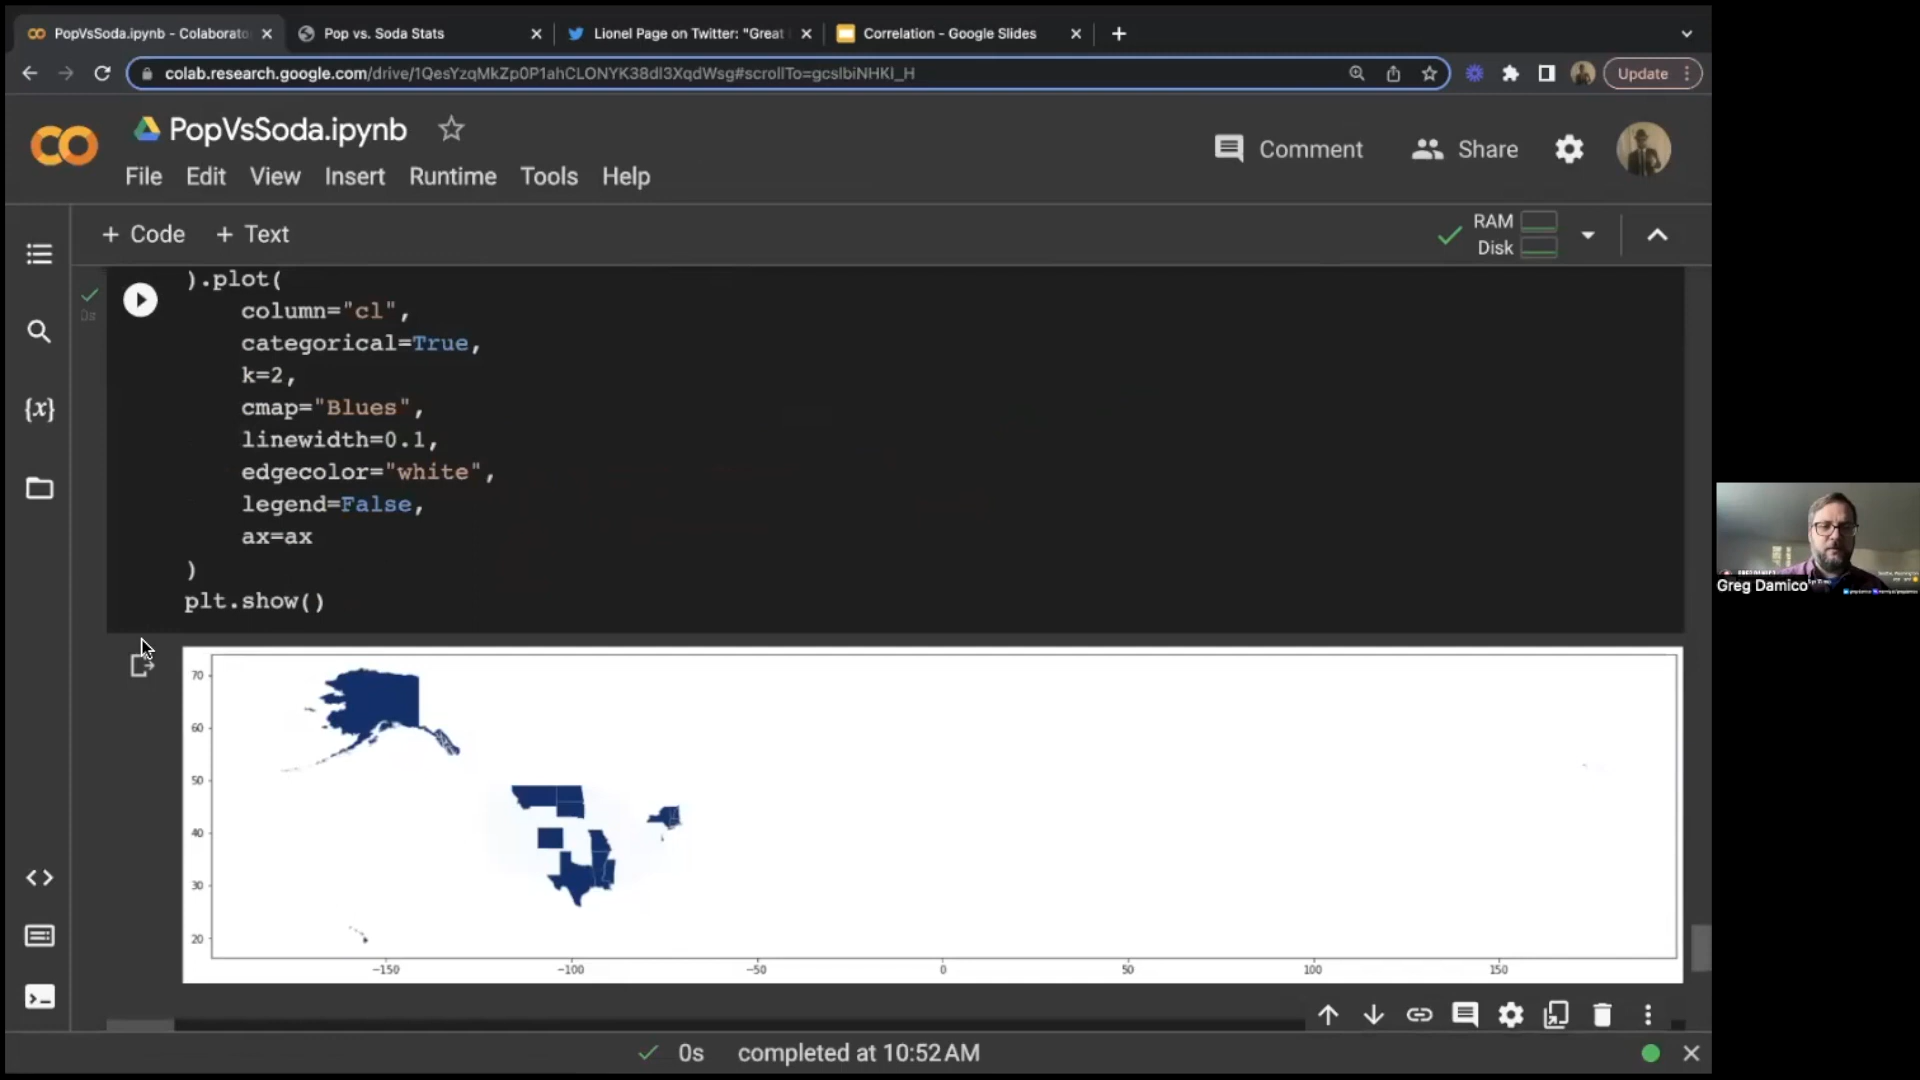 PopVsSoda.ipynb - Colaborato
Pop vs. Soda Stats
Lionel Page on Twitter: "Great
Correlation - Google Slides
colab.research.google.com/drive/1QesYzqMkZp0P1ahCLONYK38dI3XqdWsg#scrollTo=gcsIbiNHKI_H
Update
PopVsSoda.ipynb
Comment
Share
File Edit View Insert Runtime Tools Help
+ Code + Text
RAM
Disk
0s
).plot(
column="cl",
categorical=True,
k=2,
cmap="Blues",
linewidth=0.1,
edgecolor="white",
legend=False,
ax=ax
)
plt.show()
Greg Damico
70
60
50
40
30
20
−150 −100 −50 0 50 100 150
0s completed at 10:52 AM